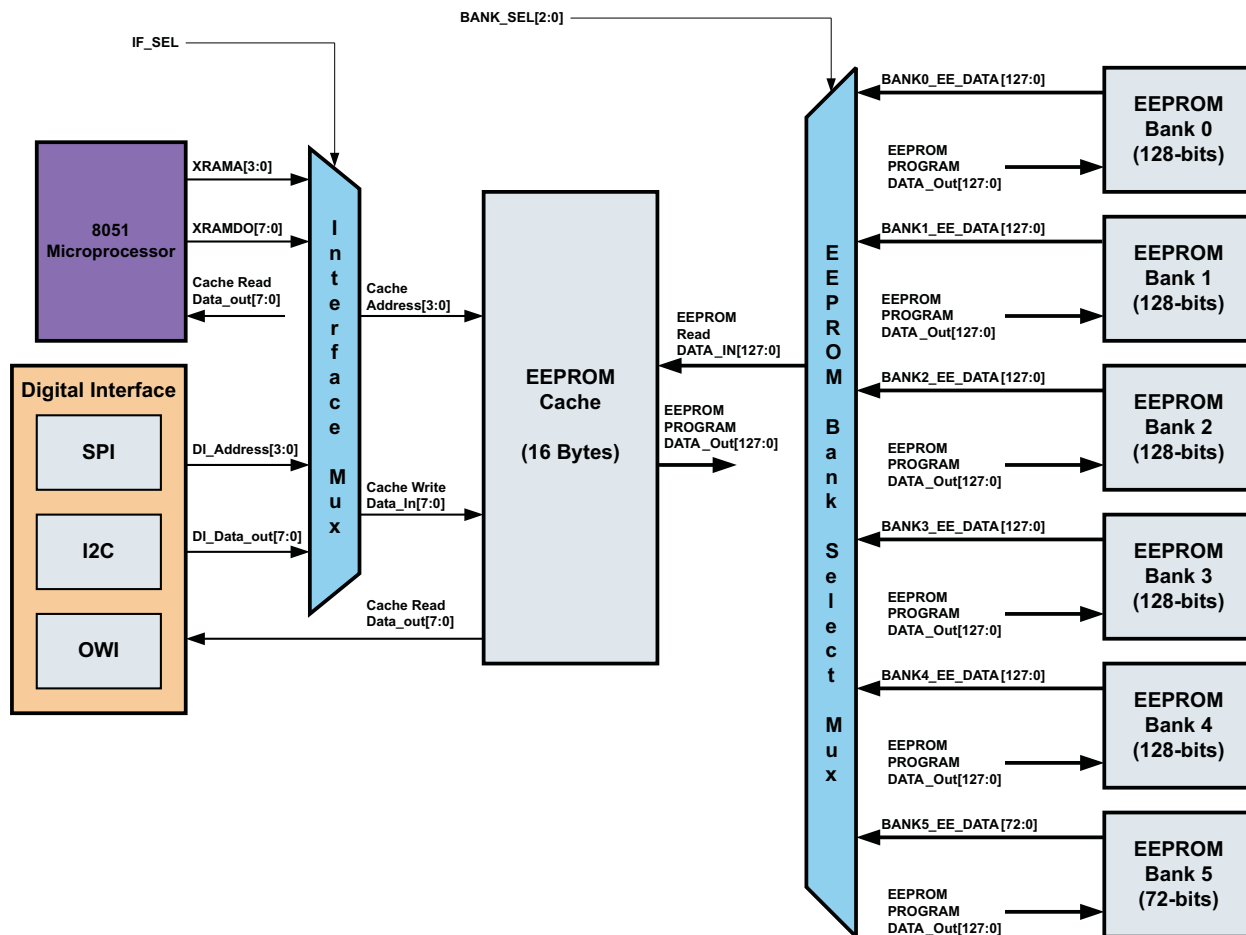 BANK_SEL[2:0]
IF_SEL
8051
Microprocessor
XRAMA[3:0]
XRAMDO[7:0]
Cache Read
Data_out[7:0]
Digital Interface
SPI
I2C
OWI
DI_Address[3:0]
DI_Data_out[7:0]
Interface Mux
Cache
Address[3:0]
Cache Write
Data_In[7:0]
Cache Read
Data_out[7:0]
EEPROM
Cache
(16 Bytes)
EEPROM
Read
DATA_IN[127:0]
EEPROM
PROGRAM
DATA_Out[127:0]
EEPROM Bank Select Mux
BANK0_EE_DATA[127:0]
EEPROM
PROGRAM
DATA_Out[127:0]
EEPROM
Bank 0
(128-bits)
BANK1_EE_DATA[127:0]
EEPROM
PROGRAM
DATA_Out[127:0]
EEPROM
Bank 1
(128-bits)
BANK2_EE_DATA[127:0]
EEPROM
PROGRAM
DATA_Out[127:0]
EEPROM
Bank 2
(128-bits)
BANK3_EE_DATA[127:0]
EEPROM
PROGRAM
DATA_Out[127:0]
EEPROM
Bank 3
(128-bits)
BANK4_EE_DATA[127:0]
EEPROM
PROGRAM
DATA_Out[127:0]
EEPROM
Bank 4
(128-bits)
BANK5_EE_DATA[72:0]
EEPROM
PROGRAM
DATA_Out[127:0]
EEPROM
Bank 5
(72-bits)